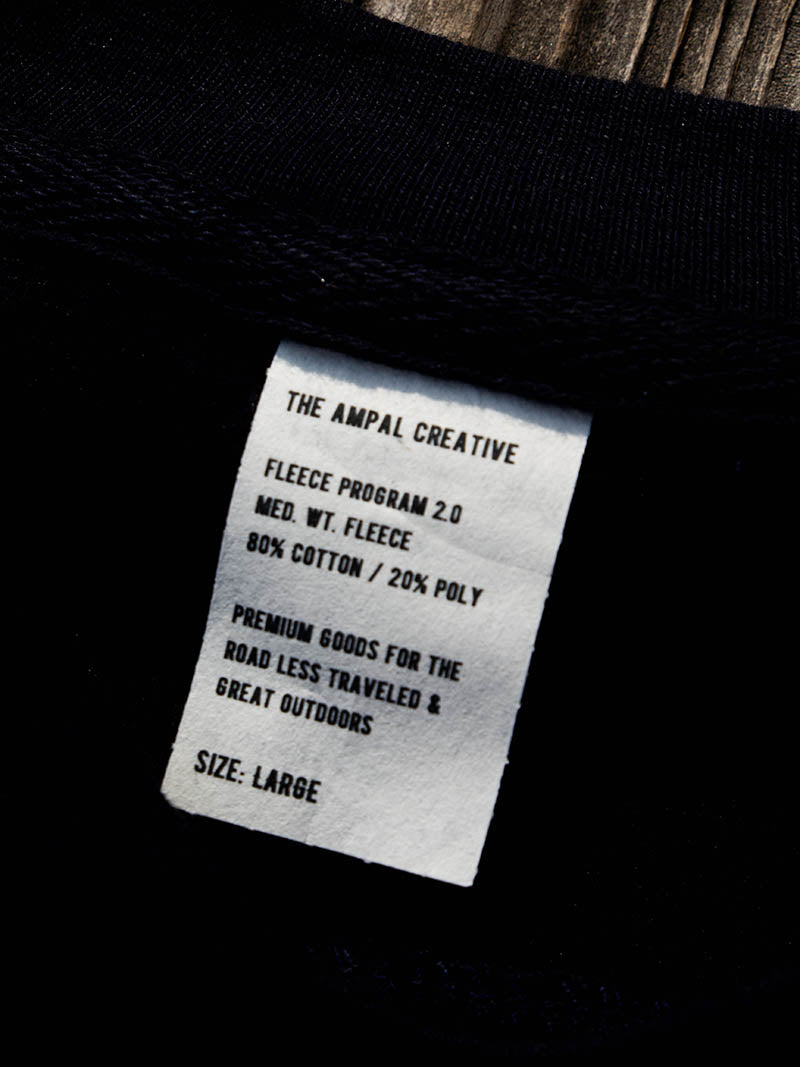 THE AMPAL CREATIVE
FLEECE PROGRAM 2.0
MED. WT. FLEECE
80% COTTON / 20% POLY
PREMIUM GOODS FOR THE
ROAD LESS TRAVELED &
GREAT OUTDOORS
SIZE: LARGE